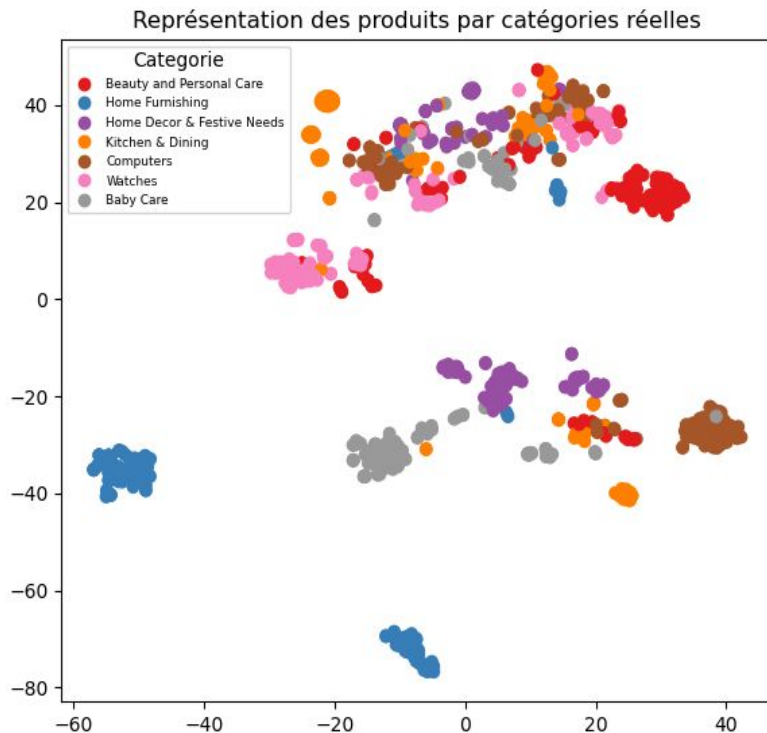 Représentation des produits par catégories réelles
Categorie
Beauty and Personal Care
Home Furnishing
Home Decor & Festive Needs
Kitchen & Dining
Computers
Watches
Baby Care
40
20
0
−20
−40
−60
−80
−60
−40
−20
0
20
40